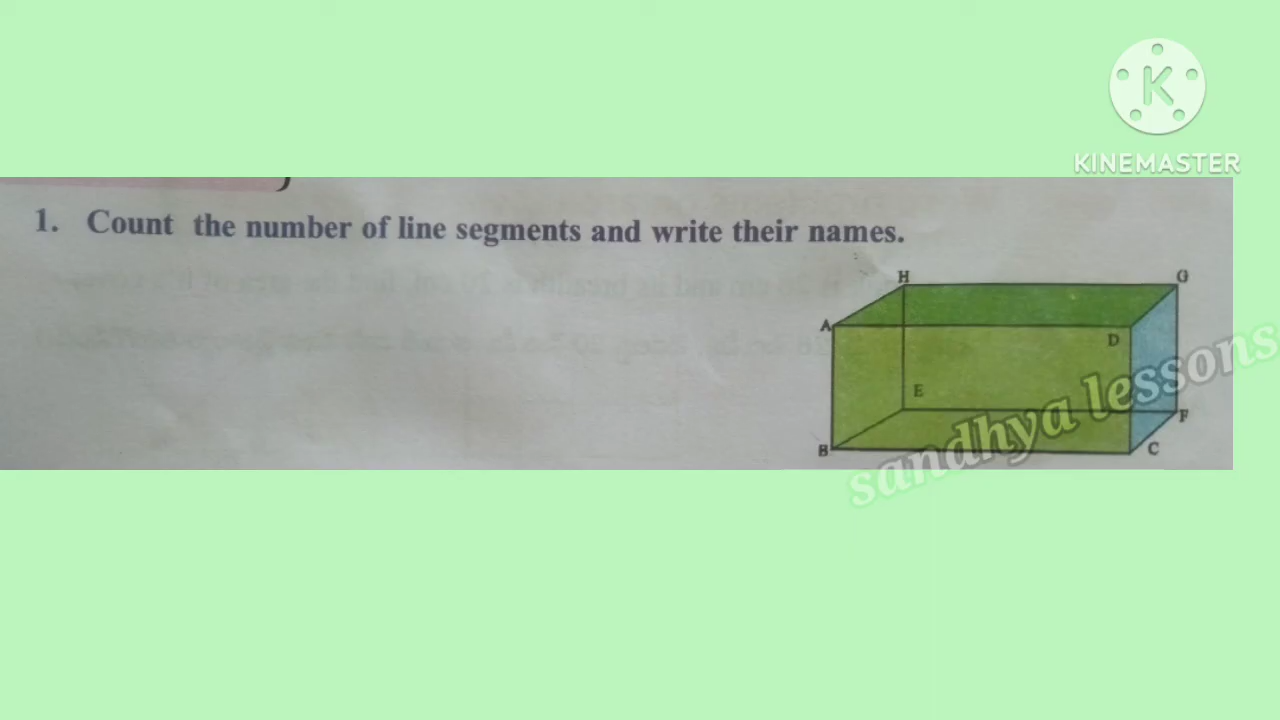 K
KINEMASTER
1. Count the number of line segments and write their names.
H G
A D
E
F
B C
sandhya lessons